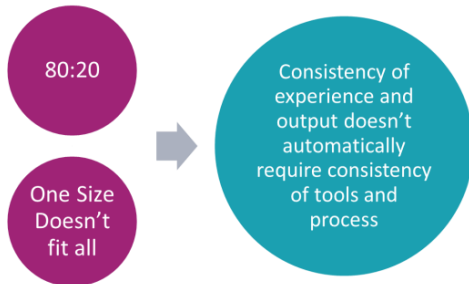 80:20
One Size
Doesn't
fit all
Consistency of
experience and
output doesn't
automatically
require consistency
of tools and
process